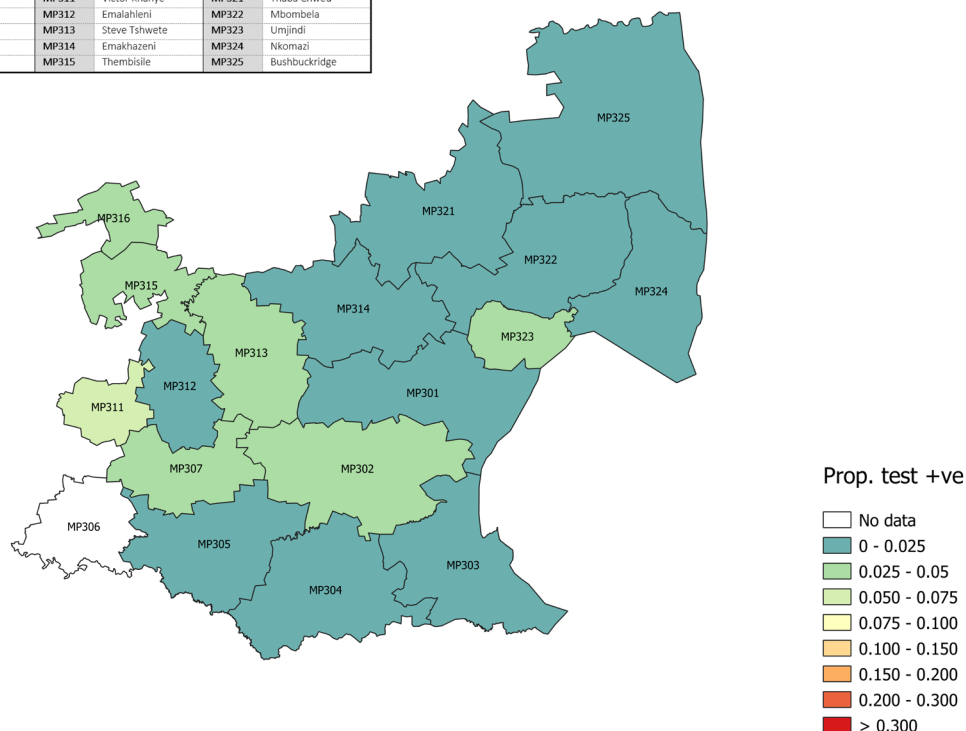 MP312 Emalahleni MP322 Mbombela
MP313 Steve Tshwete MP323 Umjindi
MP314 Emakhazeni MP324 Nkomazi
MP315 Thembisile MP325 Bushbuckridge
MP325
MP316
MP321
MP322
MP315
MP324
MP314
MP323
MP313
MP312
MP301
MP311
MP307
MP302
MP306
MP305
MP303
MP304
Prop. test +ve
No data
0 - 0.025
0.025 - 0.05
0.050 - 0.075
0.075 - 0.100
0.100 - 0.150
0.150 - 0.200
0.200 - 0.300
> 0.300